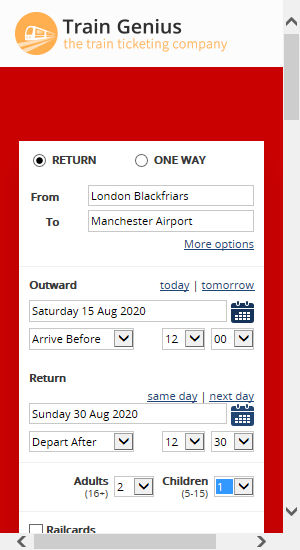 Train Genius
the train ticketing company
RETURN ONE WAY
From London Blackfriars
To Manchester Airport
More options
Outward today | tomorrow
Saturday 15 Aug 2020
Arrive Before 12 00
Return
same day | next day
Sunday 30 Aug 2020
Depart After 12 30
Adults (16+) 2 Children (5-15) 1
Railcards